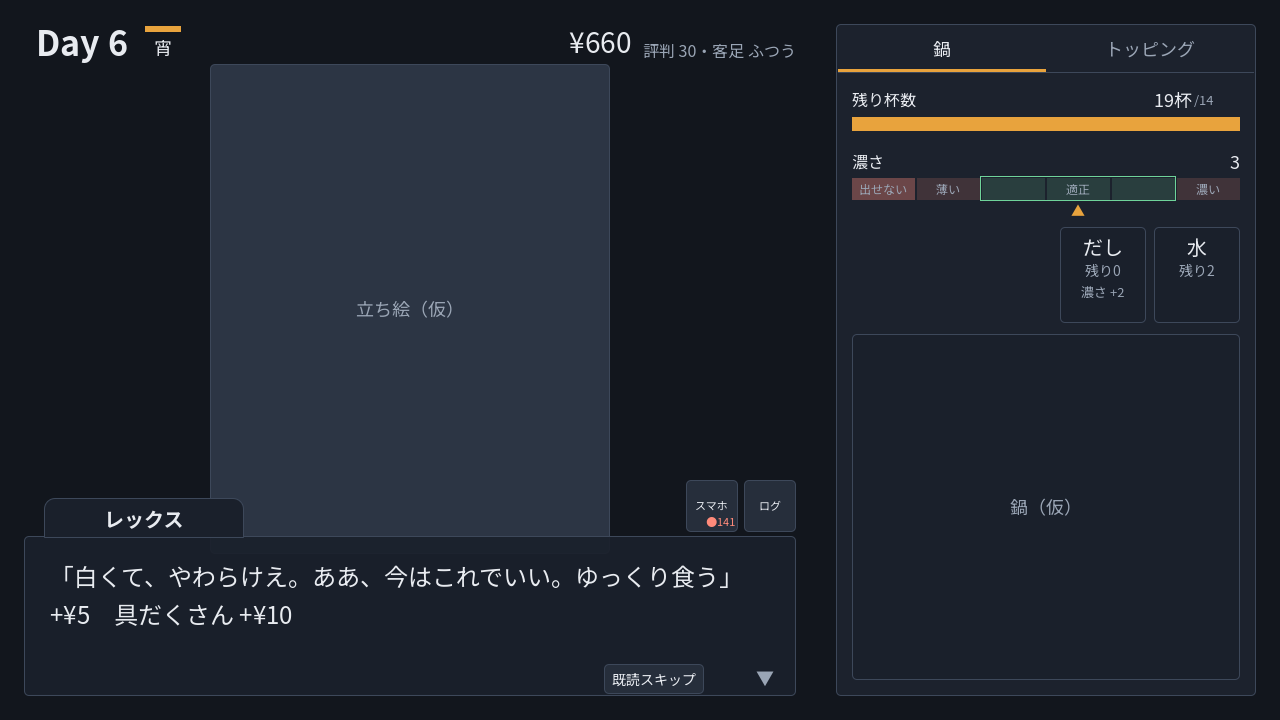 Day 6 宵
¥660 評判 30・客足 ふつう
鍋 トッピング
残り杯数 19杯/14
濃さ 3
出せない 薄い 適正 濃い
だし 水
残り0 残り2
濃さ +2
立ち絵（仮）
鍋（仮）
スマホ ログ
141
レックス
「白くて、やわらけえ。ああ、今はこれでいい。ゆっくり食う」
+¥5 具だくさん +¥10
既読スキップ